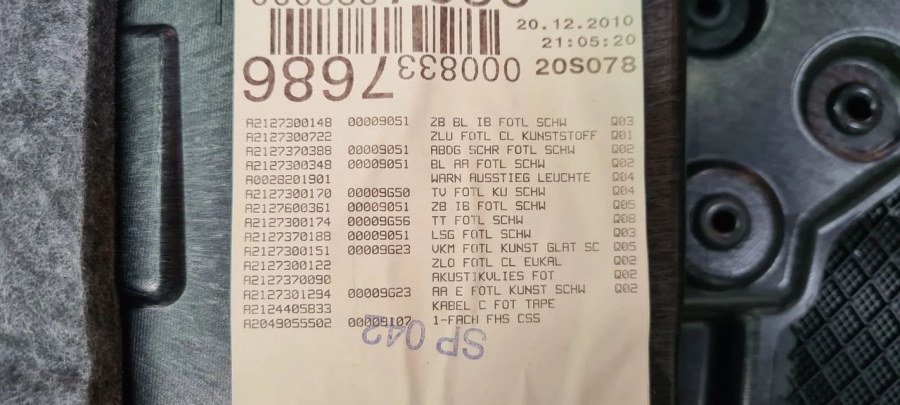 20.12.2010
21:05:20
7686 000833 20S078
A2127300148 00009051 ZB BL IB FOTL SCHW Q03
A2127300722 ZLU FOTL CL KUNSTSTOFF Q01
A2127370388 00009051 ABDG SCHR FOTL SCHW Q02
A2127300348 00009051 BL AA FOTL SCHW Q02
A0028201901 WARN AUSSTIEG LEUCHTE Q04
A2127300170 00009G50 TV FOTL KU SCHW Q04
A2127600361 00009051 ZB IB FOTL SCHW Q05
A2127300174 00009G56 TT FOTL SCHW Q08
A2127370188 00009051 LSG FOTL SCHW Q03
A2127300151 00009G23 VKM FOTL KUNST GLAT SC Q05
A2127300122 ZLO FOTL CL EUKAL Q02
A2127370090 AKUSTIKVLIES FOT Q02
A2127301294 00009G23 AA E FOTL KUNST SCHW Q02
A2124405833 KABEL C FOT TAPE
A2049055502 00009107 1-FACH FHS CSS
SP 042